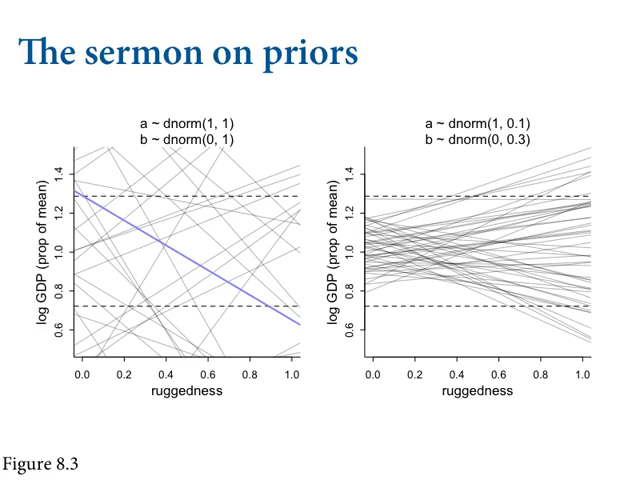 The sermon on priors
a ~ dnorm(1, 1)
b ~ dnorm(0, 1)
log GDP (prop of mean)
1.4
1.2
1.0
0.8
0.6
0.0 0.2 0.4 0.6 0.8 1.0
ruggedness
a ~ dnorm(1, 0.1)
b ~ dnorm(0, 0.3)
log GDP (prop of mean)
1.4
1.2
1.0
0.8
0.6
0.0 0.2 0.4 0.6 0.8 1.0
ruggedness
Figure 8.3